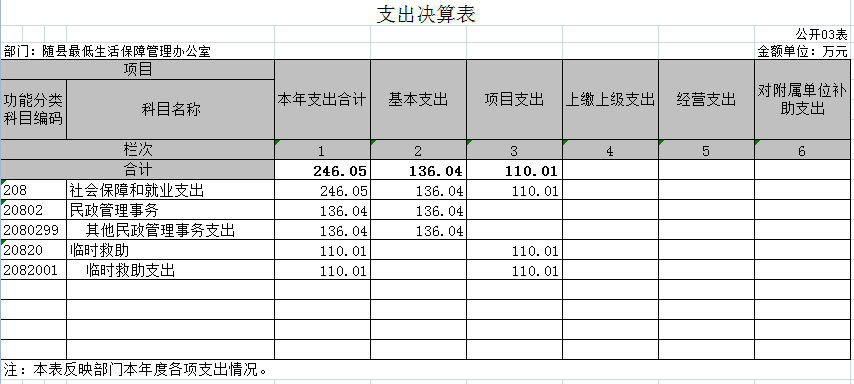 支出决算表
公开03表
部门：随县最低生活保障管理办公室 金额单位：万元
项目
功能分类科目编码 科目名称 本年支出合计 基本支出 项目支出 上缴上级支出 经营支出 对附属单位补助支出
栏次 1 2 3 4 5 6
合计 246.05 136.04 110.01
208 社会保障和就业支出 246.05 136.04 110.01
20802 民政管理事务 136.04 136.04
2080299 其他民政管理事务支出 136.04 136.04
20820 临时救助 110.01 110.01
2082001 临时救助支出 110.01 110.01
注：本表反映部门本年度各项支出情况。